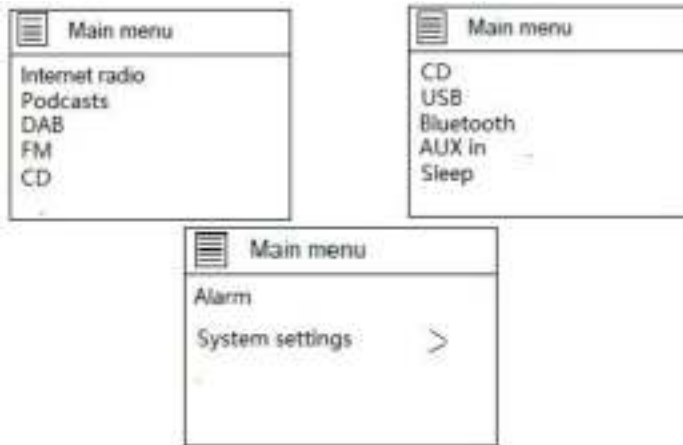 Main menu
Internet radio
Podcasts
DAB
FM
CD
Main menu
CD
USB
Bluetooth
AUX in
Sleep
Main menu
Alarm
System settings >